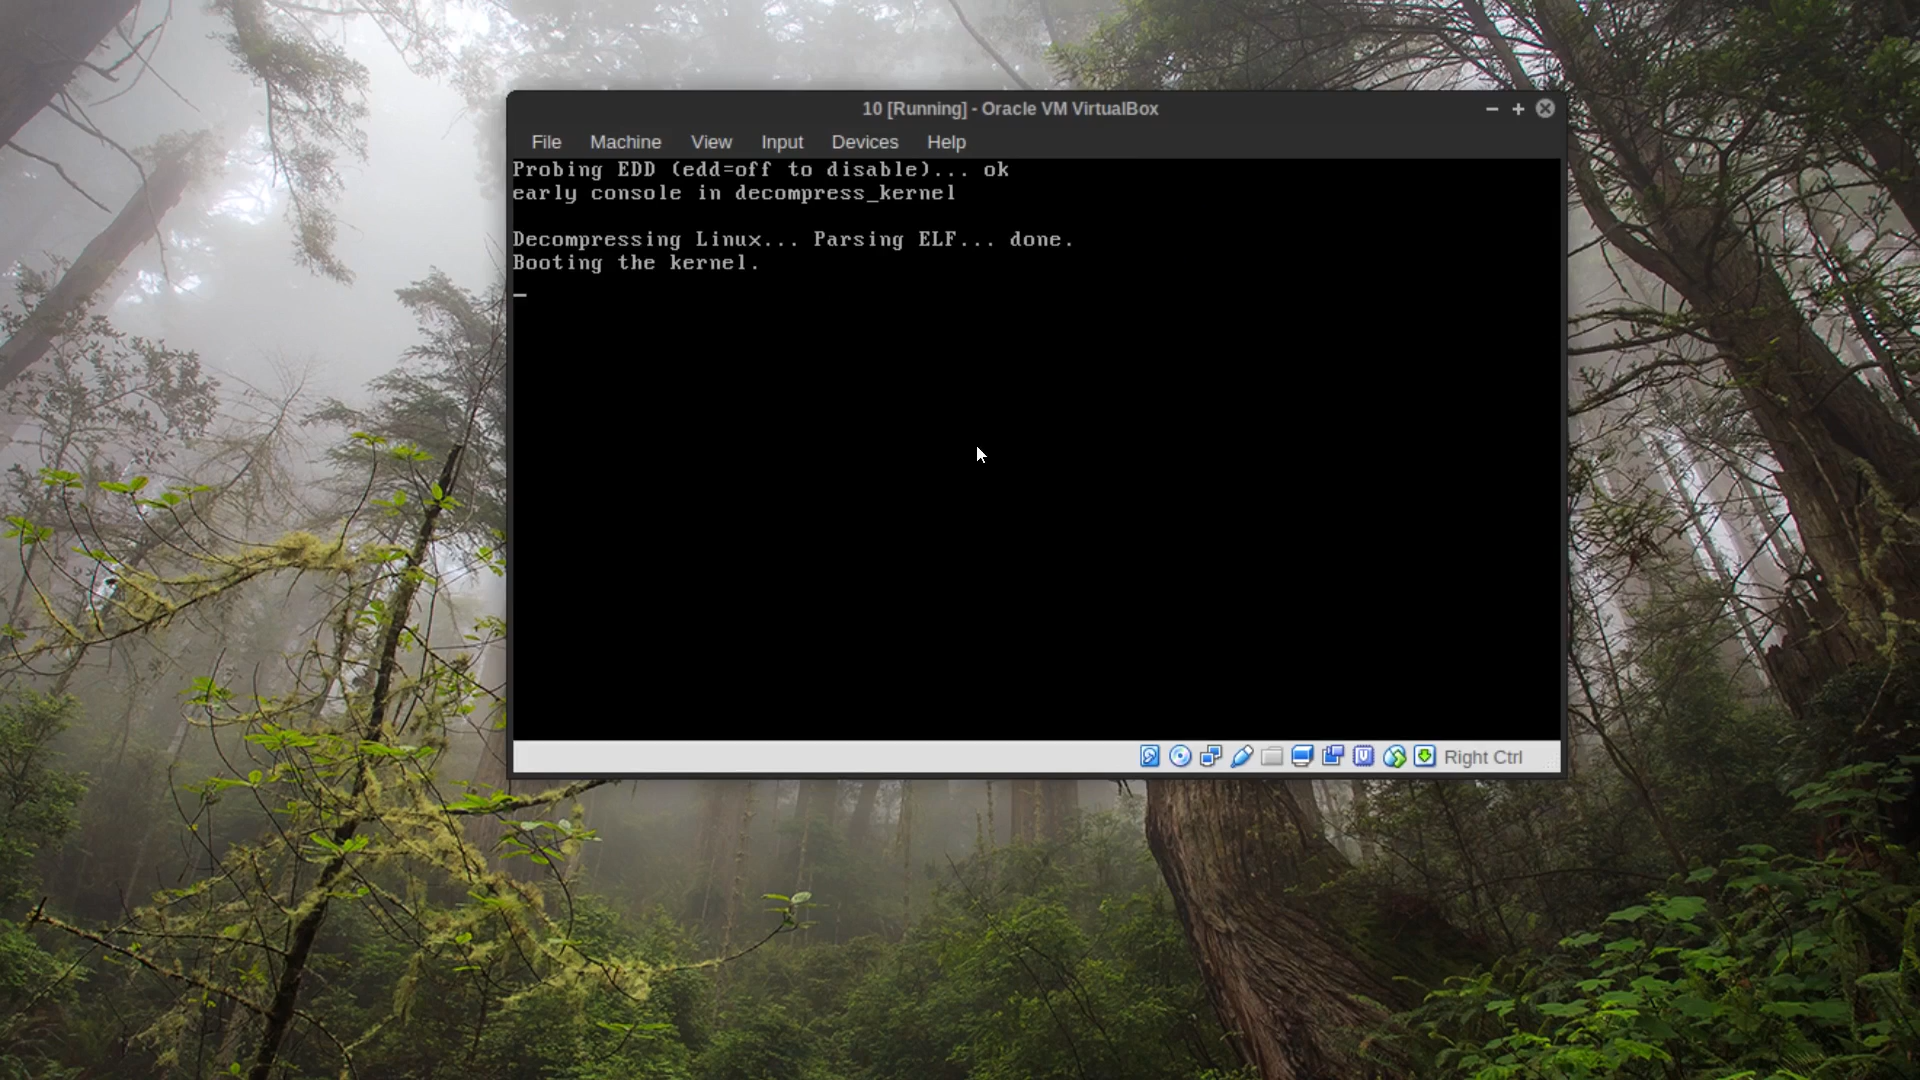 10 [Running] - Oracle VM VirtualBox
File Machine View Input Devices Help
Probing EDD (edd=off to disable)... ok
early console in decompress_kernel
Decompressing Linux... Parsing ELF... done.
Booting the kernel.
Right Ctrl